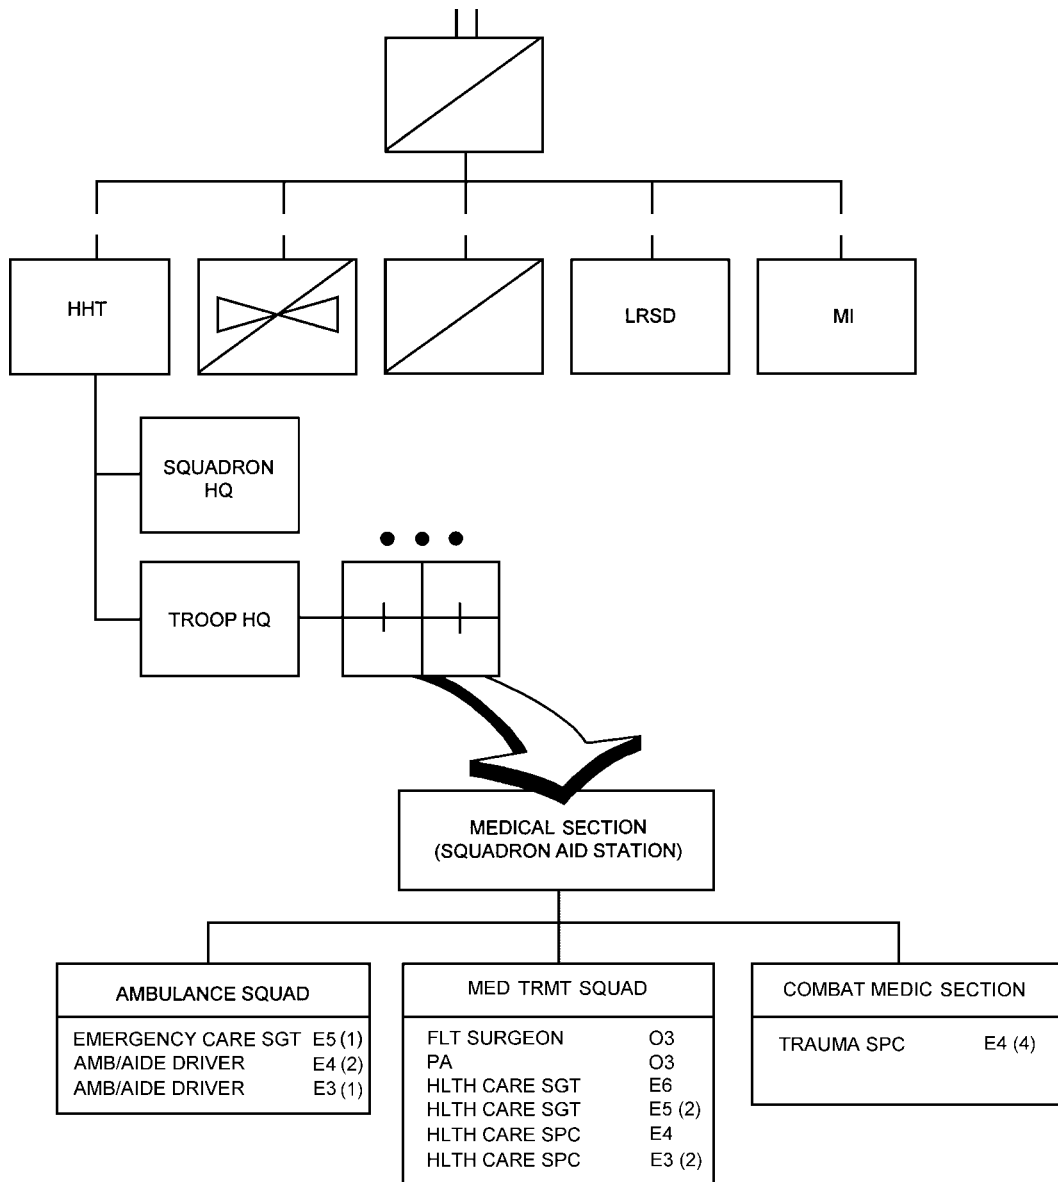 HHT
LRSD
MI
SQUADRON
HQ
TROOP HQ
MEDICAL SECTION
(SQUADRON AID STATION)
AMBULANCE SQUAD
EMERGENCY CARE SGT E5 (1)
AMB/AIDE DRIVER E4 (2)
AMB/AIDE DRIVER E3 (1)
MED TRMT SQUAD
FLT SURGEON O3
PA O3
HLTH CARE SGT E6
HLTH CARE SGT E5 (2)
HLTH CARE SPC E4
HLTH CARE SPC E3 (2)
COMBAT MEDIC SECTION
TRAUMA SPC E4 (4)